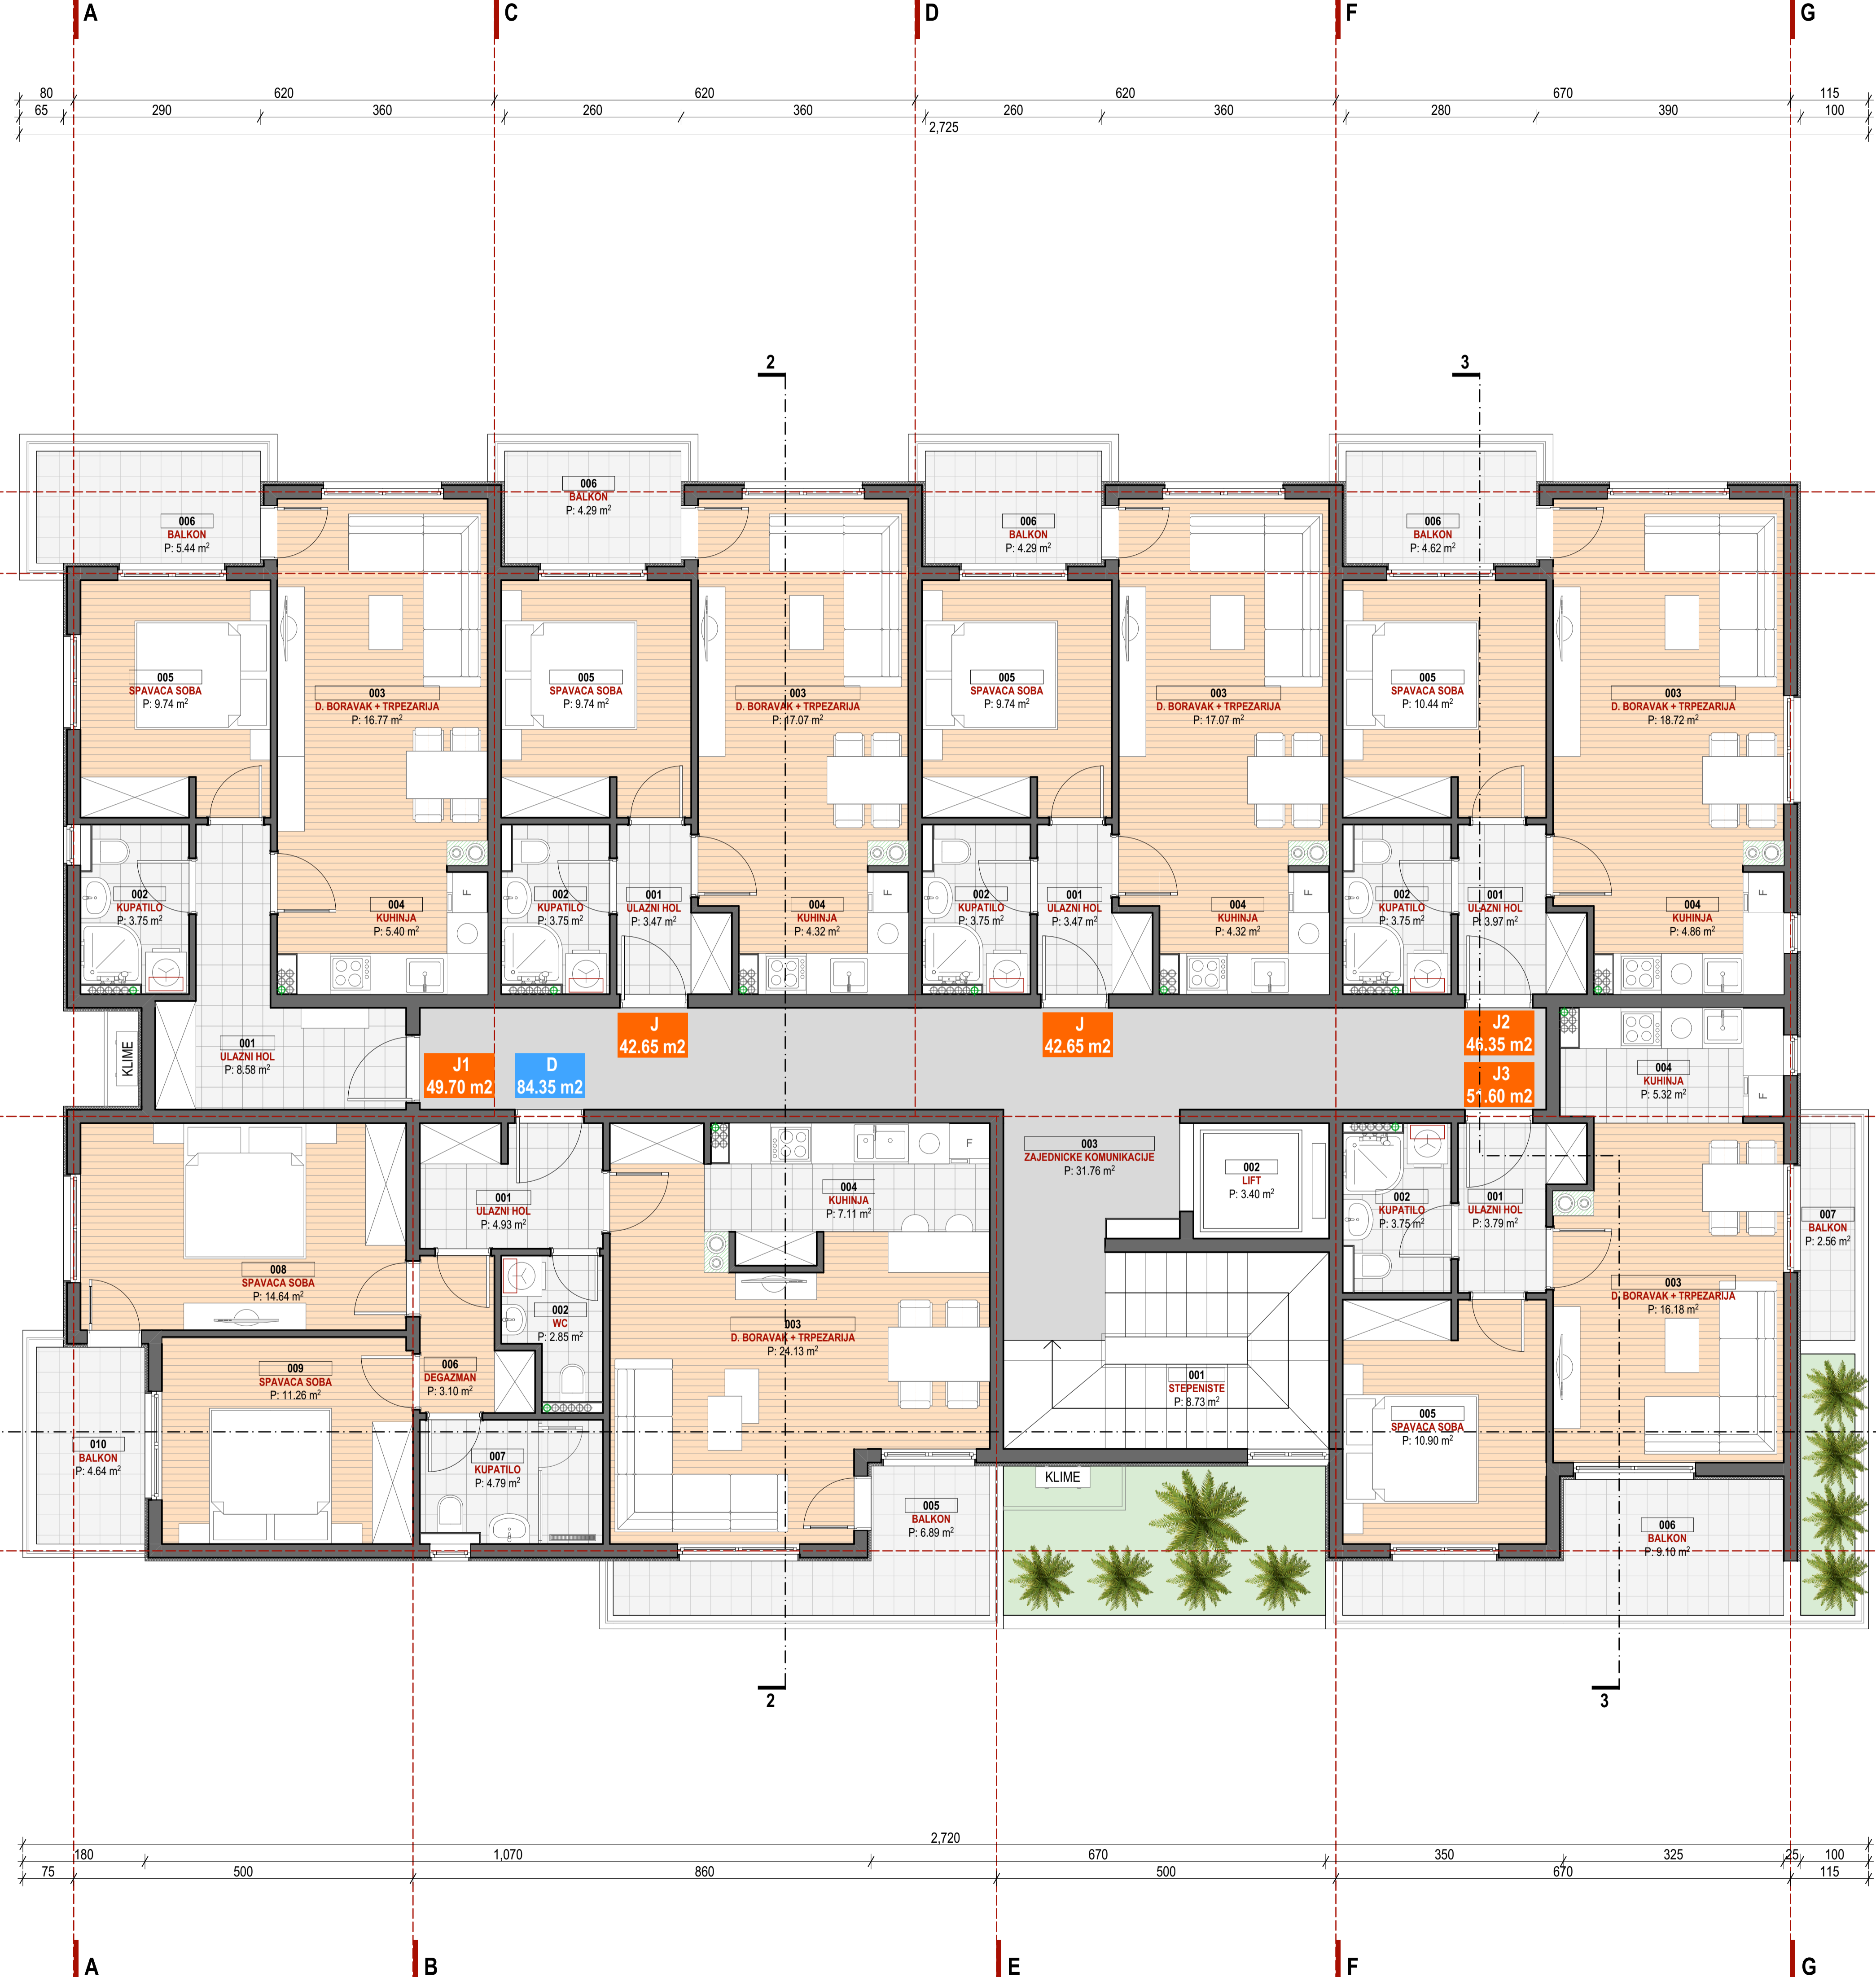 A
C
D
F
G
80
620
620
620
670
115
65
290
360
260
360
260
360
280
390
100
2,725
2
3
006
BALKON
P: 5.44 m²
006
BALKON
P: 4.29 m²
006
BALKON
P: 4.29 m²
006
BALKON
P: 4.62 m²
005
SPAVACA SOBA
P: 9.74 m²
003
D. BORAVAK + TRPEZARIJA
P: 16.77 m²
005
SPAVACA SOBA
P: 9.74 m²
003
D. BORAVAK + TRPEZARIJA
P: 17.07 m²
005
SPAVACA SOBA
P: 9.74 m²
003
D. BORAVAK + TRPEZARIJA
P: 17.07 m²
005
SPAVACA SOBA
P: 10.44 m²
003
D. BORAVAK + TRPEZARIJA
P: 18.72 m²
002
KUPATILO
P: 3.75 m²
004
KUHINJA
P: 5.40 m²
F
002
KUPATILO
P: 3.75 m²
001
ULAZNI HOL
P: 3.47 m²
004
KUHINJA
P: 4.32 m²
F
002
KUPATILO
P: 3.75 m²
001
ULAZNI HOL
P: 3.47 m²
004
KUHINJA
P: 4.32 m²
F
002
KUPATILO
P: 3.75 m²
001
ULAZNI HOL
P: 3.97 m²
004
KUHINJA
P: 4.86 m²
F
KLIME
001
ULAZNI HOL
P: 8.58 m²
J1
49.70 m2
D
84.35 m2
J
42.65 m2
J
42.65 m2
J2
46.35 m2
J3
51.60 m2
004
KUHINJA
P: 5.32 m²
F
008
SPAVACA SOBA
P: 14.64 m²
001
ULAZNI HOL
P: 4.93 m²
004
KUHINJA
P: 7.11 m²
F
003
ZAJEDNICKE KOMUNIKACIJE
P: 31.76 m²
002
LIFT
P: 3.40 m²
002
KUPATILO
P: 3.75 m²
001
ULAZNI HOL
P: 3.79 m²
007
BALKON
P: 2.56 m²
002
WC
P: 2.85 m²
003
D. BORAVAK + TRPEZARIJA
P: 24.13 m²
003
D. BORAVAK + TRPEZARIJA
P: 16.18 m²
009
SPAVACA SOBA
P: 11.26 m²
006
DEGAZMAN
P: 3.10 m²
001
STEPENISTE
P: 8.73 m²
005
SPAVACA SOBA
P: 10.90 m²
010
BALKON
P: 4.64 m²
007
KUPATILO
P: 4.79 m²
005
BALKON
P: 6.89 m²
KLIME
006
BALKON
P: 9.10 m²
2
3
2,720
180
1,070
670
350
325
25
100
75
500
860
500
670
115
A
B
E
F
G